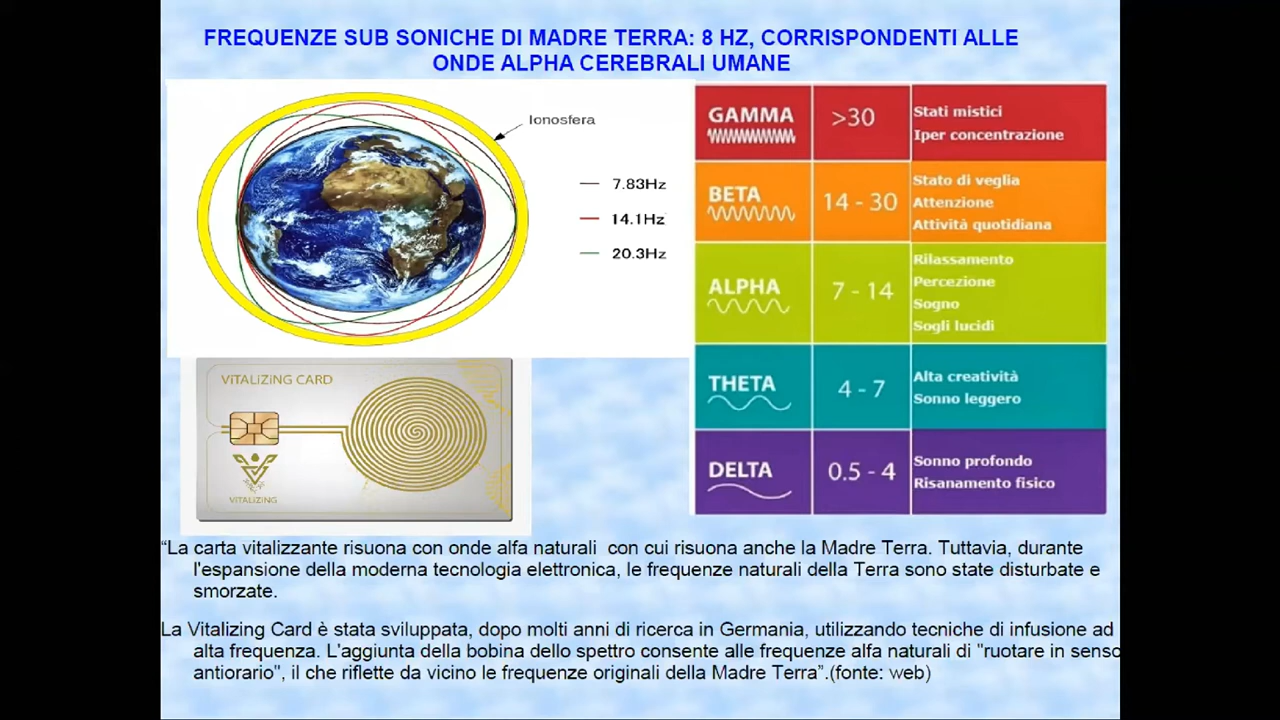 FREQUENZE SUB SONICHE DI MADRE TERRA: 8 HZ, CORRISPONDENTI ALLE
ONDE ALPHA CEREBRALI UMANE
Ionosfera
7.83Hz
14.1Hz
20.3Hz
GAMMA
>30
Stati mistici
Iper concentrazione
BETA
14 - 30
Stato di veglia
Attenzione
Attività quotidiana
ALPHA
7 - 14
Rilassamento
Percezione
Sogno
Sogli lucidi
THETA
4 - 7
Alta creatività
Sonno leggero
DELTA
0.5 - 4
Sonno profondo
Risanamento fisico
VITALIZING CARD
VITALIZING
“La carta vitalizzante risuona con onde alfa naturali con cui risuona anche la Madre Terra. Tuttavia, durante
l'espansione della moderna tecnologia elettronica, le frequenze naturali della Terra sono state disturbate e
smorzate.
La Vitalizing Card è stata sviluppata, dopo molti anni di ricerca in Germania, utilizzando tecniche di infusione ad
alta frequenza. L'aggiunta della bobina dello spettro consente alle frequenze alfa naturali di "ruotare in senso
antiorario", il che riflette da vicino le frequenze originali della Madre Terra”.(fonte: web)